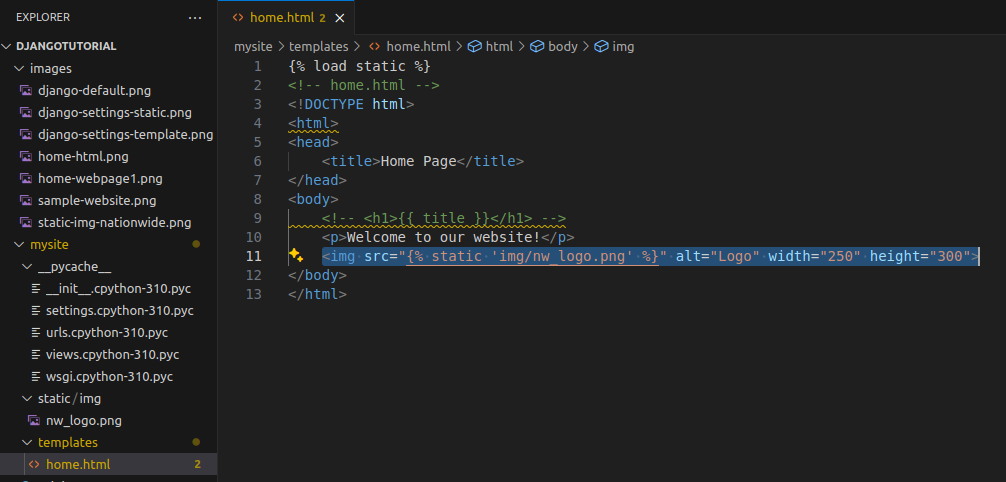 EXPLORER ...
DJANGOTUTORIAL
images
django-default.png
django-settings-static.png
django-settings-template.png
home-html.png
home-webpage1.png
sample-website.png
static-img-nationwide.png
mysite
__pycache__
__init__.cpython-310.pyc
settings.cpython-310.pyc
urls.cpython-310.pyc
views.cpython-310.pyc
wsgi.cpython-310.pyc
static/img
nw_logo.png
templates
home.html 2
home.html 2 ×
mysite > templates > home.html > html > body > img
1 {% load static %}
2 <!-- home.html -->
3 <!DOCTYPE html>
4 <html>
5 <head>
6     <title>Home Page</title>
7 </head>
8 <body>
9     <!-- <h1>{{ title }}</h1> -->
10     <p>Welcome to our website!</p>
11     <img src="{% static 'img/nw_logo.png' %}" alt="Logo" width="250" height="300">
12 </body>
13 </html>